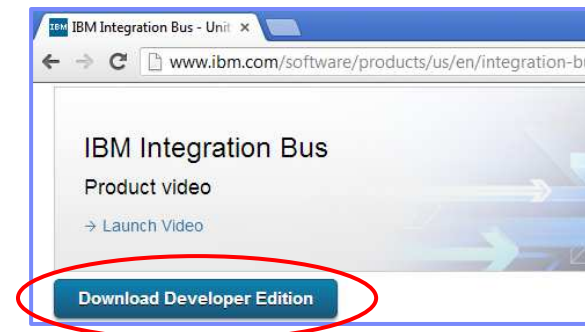 IBM IBM Integration Bus - Unit ×
www.ibm.com/software/products/us/en/integration-b
IBM Integration Bus
Product video
→ Launch Video
Download Developer Edition